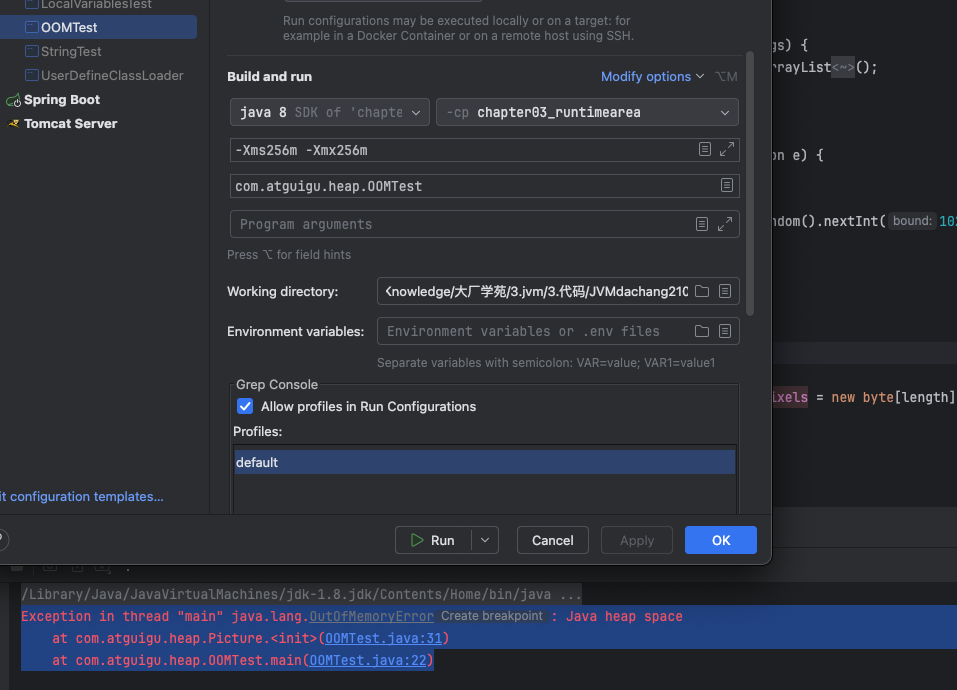 LocalVariablesTest
OOMTest
StringTest
UserDefineClassLoader
Spring Boot
Tomcat Server
it configuration templates...
?
Run configurations may be executed locally or on a target: for
example in a Docker Container or on a remote host using SSH.
Build and run
Modify options ⌥M
java 8 SDK of 'chapte
-cp chapter03_runtimearea
-Xms256m -Xmx256m
com.atguigu.heap.OOMTest
Program arguments
Press ⌥ for field hints
Working directory:
Knowledge/大厂学苑/3.jvm/3.代码/JVMdachang210
Environment variables:
Environment variables or .env files
Separate variables with semicolon: VAR=value; VAR1=value1
Grep Console
Allow profiles in Run Configurations
Profiles:
default
Run
Cancel
Apply
OK
gs) {
rrayList<~>();
on e) {
ndom().nextInt( bound: 10
ixels = new byte[length]
/Library/Java/JavaVirtualMachines/jdk-1.8.jdk/Contents/Home/bin/java ...
Exception in thread "main" java.lang.OutOfMemoryError Create breakpoint : Java heap space
at com.atguigu.heap.Picture.<init>(OOMTest.java:31)
at com.atguigu.heap.OOMTest.main(OOMTest.java:22)